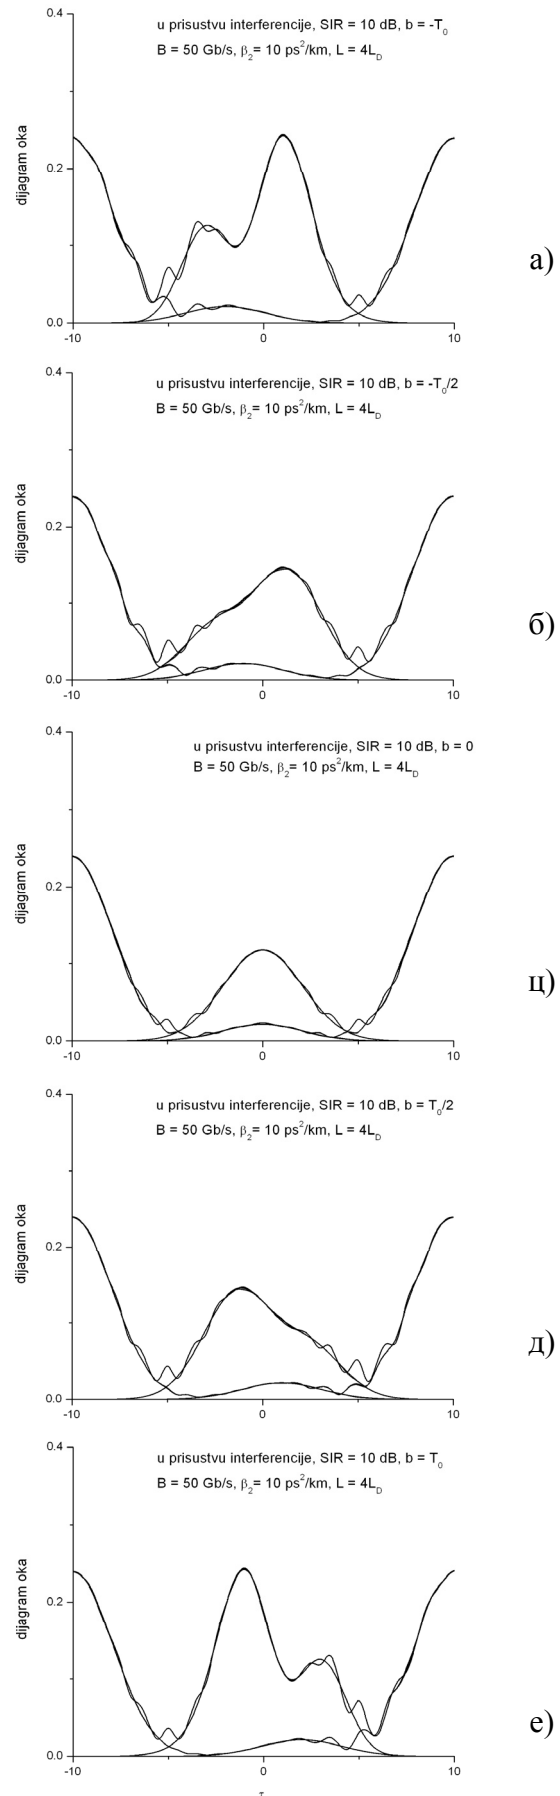 0.4
u prisustvu interferencije, SIR = 10 dB, b = -T₀
B = 50 Gb/s, β₂ = 10 ps²/km, L = 4L_D
dijagram oka
0.2
0.0
-10 0 10
а)
0.4
u prisustvu interferencije, SIR = 10 dB, b = -T₀/2
B = 50 Gb/s, β₂= 10 ps²/km, L = 4L_D
dijagram oka
0.2
0.0
-10 0 10
б)
0.4
u prisustvu interferencije, SIR = 10 dB, b = 0
B = 50 Gb/s, β₂= 10 ps²/km, L = 4L_D
dijagram oka
0.2
0.0
-10 0 10
ц)
0.4
u prisustvu interferencije, SIR = 10 dB, b = T₀/2
B = 50 Gb/s, β₂= 10 ps²/km, L = 4L_D
dijagram oka
0.2
0.0
-10 0 10
д)
0.4
u prisustvu interferencije, SIR = 10 dB, b = T₀
B = 50 Gb/s, β₂= 10 ps²/km, L = 4L_D
dijagram oka
0.2
0.0
-10 0 10
е)
τ